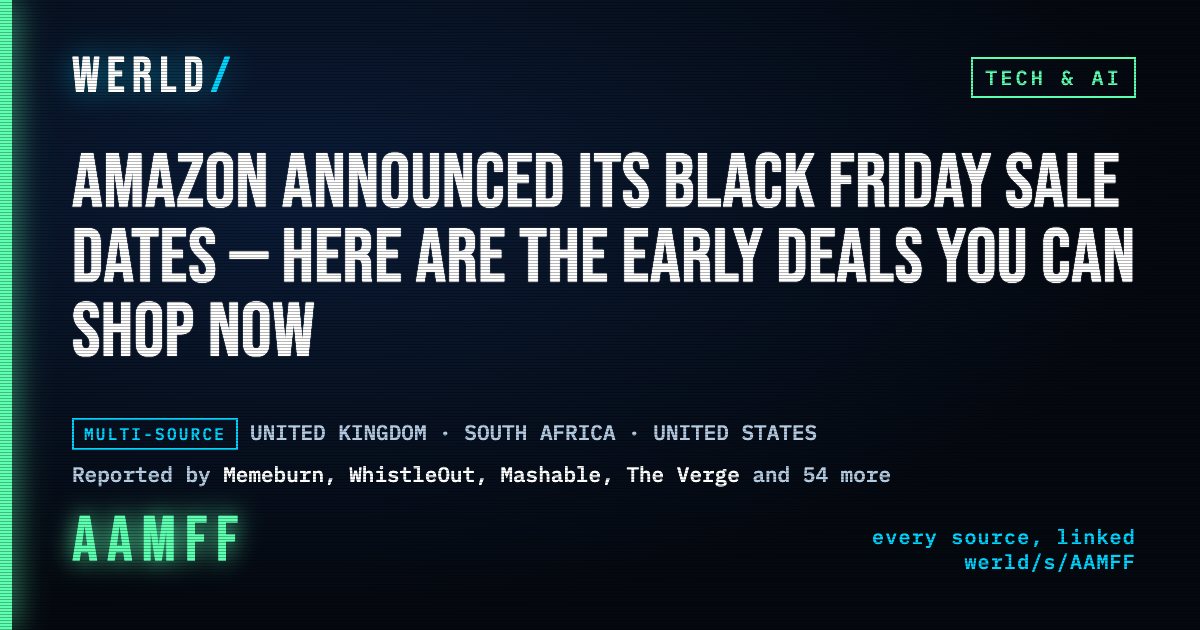 WERLD/
TECH & AI
AMAZON ANNOUNCED ITS BLACK FRIDAY SALE
DATES — HERE ARE THE EARLY DEALS YOU CAN
SHOP NOW
MULTI-SOURCE UNITED KINGDOM · SOUTH AFRICA · UNITED STATES
Reported by Memeburn, WhistleOut, Mashable, The Verge and 54 more
AAMFF
every source, linked
werld/s/AAMFF